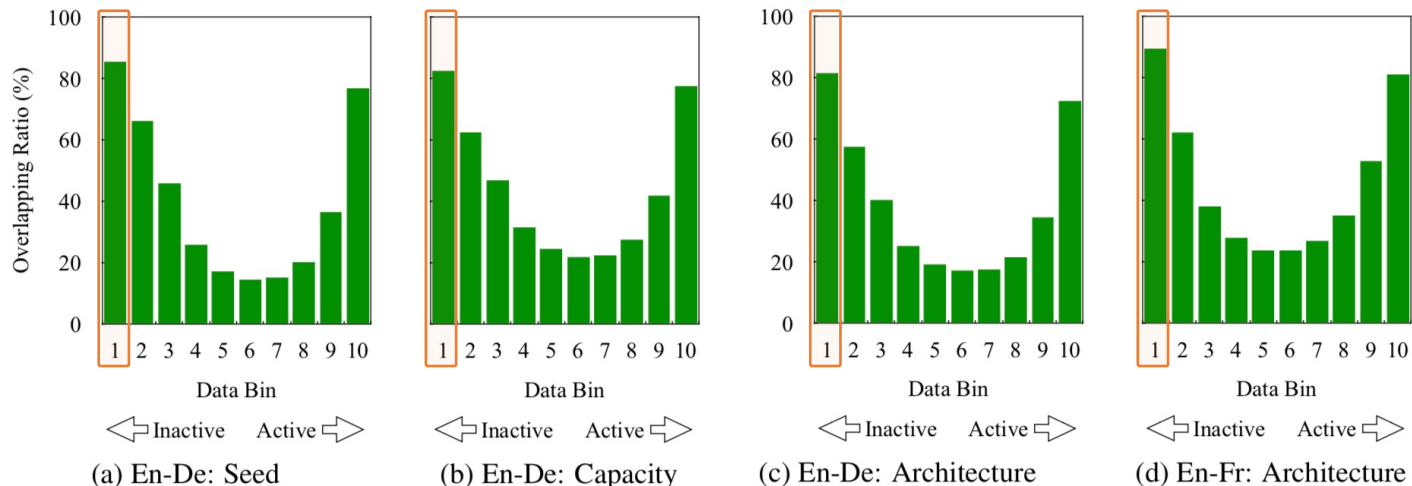 Overlapping Ratio (%)
100
80
60
40
20
0
1 2 3 4 5 6 7 8 9 10
Data Bin
Inactive Active
(a) En-De: Seed
1 2 3 4 5 6 7 8 9 10
Data Bin
Inactive Active
(b) En-De: Capacity
100
80
60
40
20
0
1 2 3 4 5 6 7 8 9 10
Data Bin
Inactive Active
(c) En-De: Architecture
1 2 3 4 5 6 7 8 9 10
Data Bin
Inactive Active
(d) En-Fr: Architecture